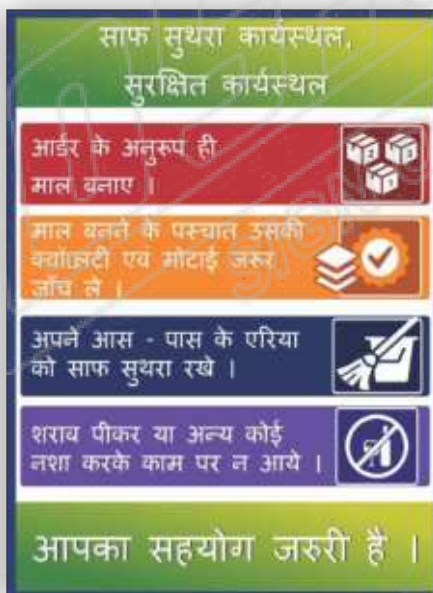 साफ सुथरा कार्यस्थल,
सुरक्षित कार्यस्थल
आर्डर के अनुरूप ही
माल बनाए ।
माल बनने के पस्चात उसकी
क्वॉलटी एवं मोटाई जरुर
जाँच ले ।
अपने आस - पास के एरिया
को साफ सुथरा रखे ।
शराब पीकर या अन्य कोई
नशा करके काम पर न आये ।
आपका सहयोग जरुरी है ।